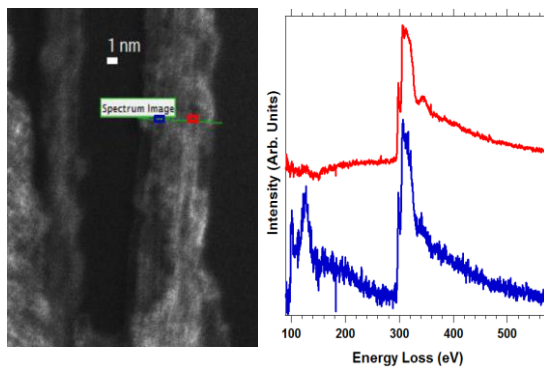 1 nm
Spectrum Image
Intensity (Arb. Units)
100 200 300 400 500
Energy Loss (eV)